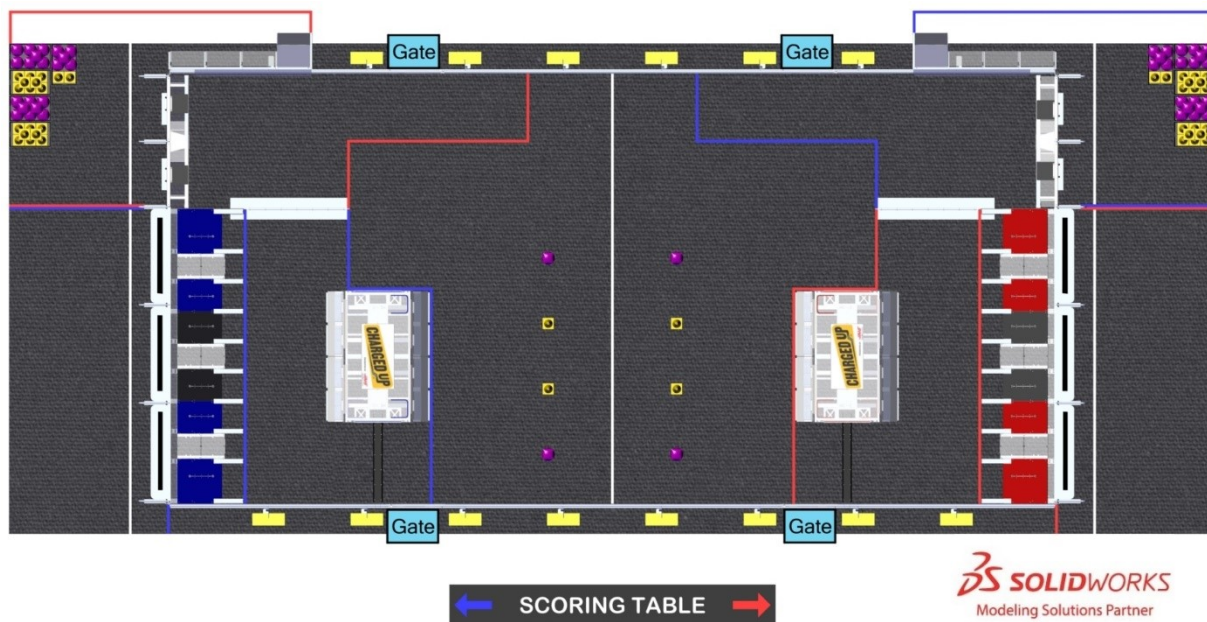 Gate
Gate
CHARGED UP
CHARGED UP
Gate
Gate
SCORING TABLE
SOLIDWORKS
Modeling Solutions Partner